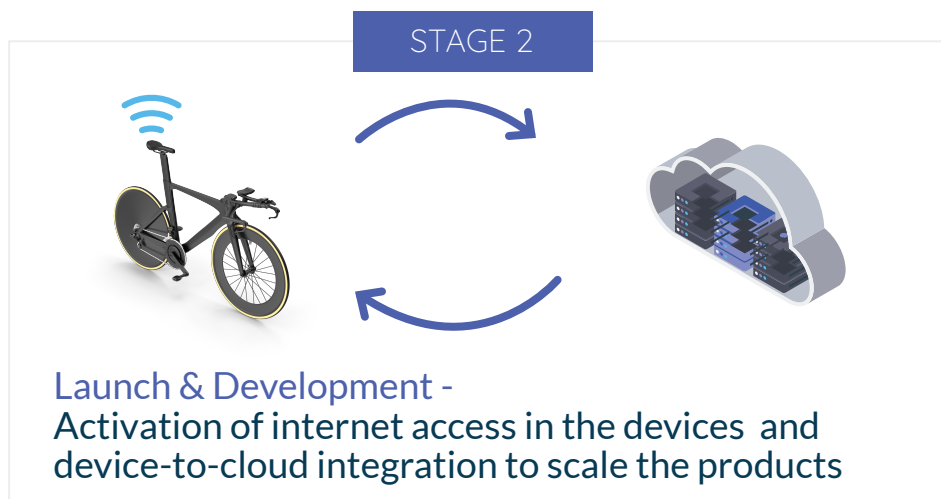 STAGE 2
Launch & Development -
Activation of internet access in the devices  and
device-to-cloud integration to scale the products